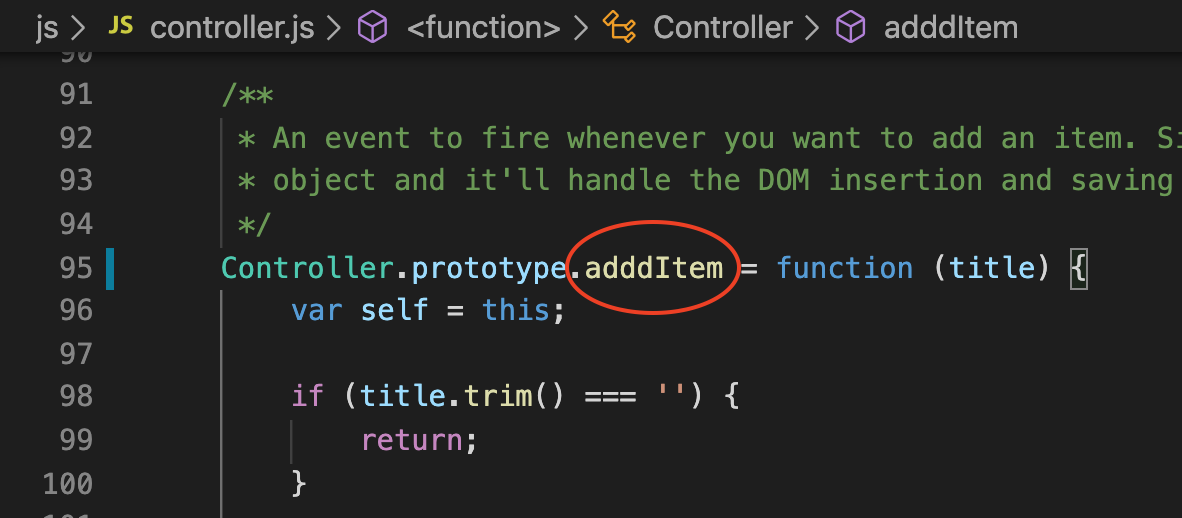 js > JS controller.js > <function> > Controller > adddItem
90
91 /**
92 * An event to fire whenever you want to add an item. Si
93 * object and it'll handle the DOM insertion and saving
94 */
95 Controller.prototype.adddItem = function (title) {
96 var self = this;
97
98 if (title.trim() === '') {
99 return;
100 }
101